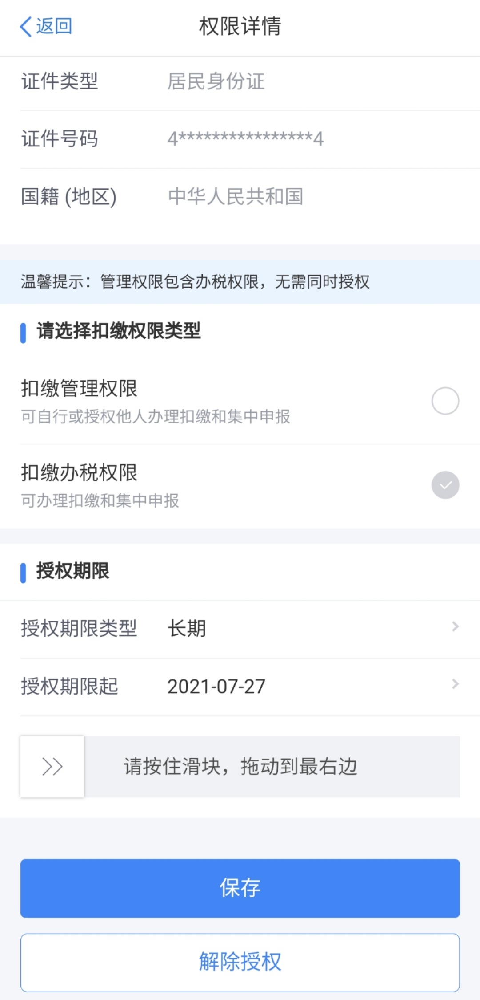 返回
权限详情
证件类型 居民身份证
证件号码 4****************4
国籍 (地区) 中华人民共和国
温馨提示：管理权限包含办税权限，无需同时授权
请选择扣缴权限类型
扣缴管理权限
可自行或授权他人办理扣缴和集中申报
扣缴办税权限
可办理扣缴和集中申报
授权期限
授权期限类型 长期
授权期限起 2021-07-27
请按住滑块，拖动到最右边
保存
解除授权